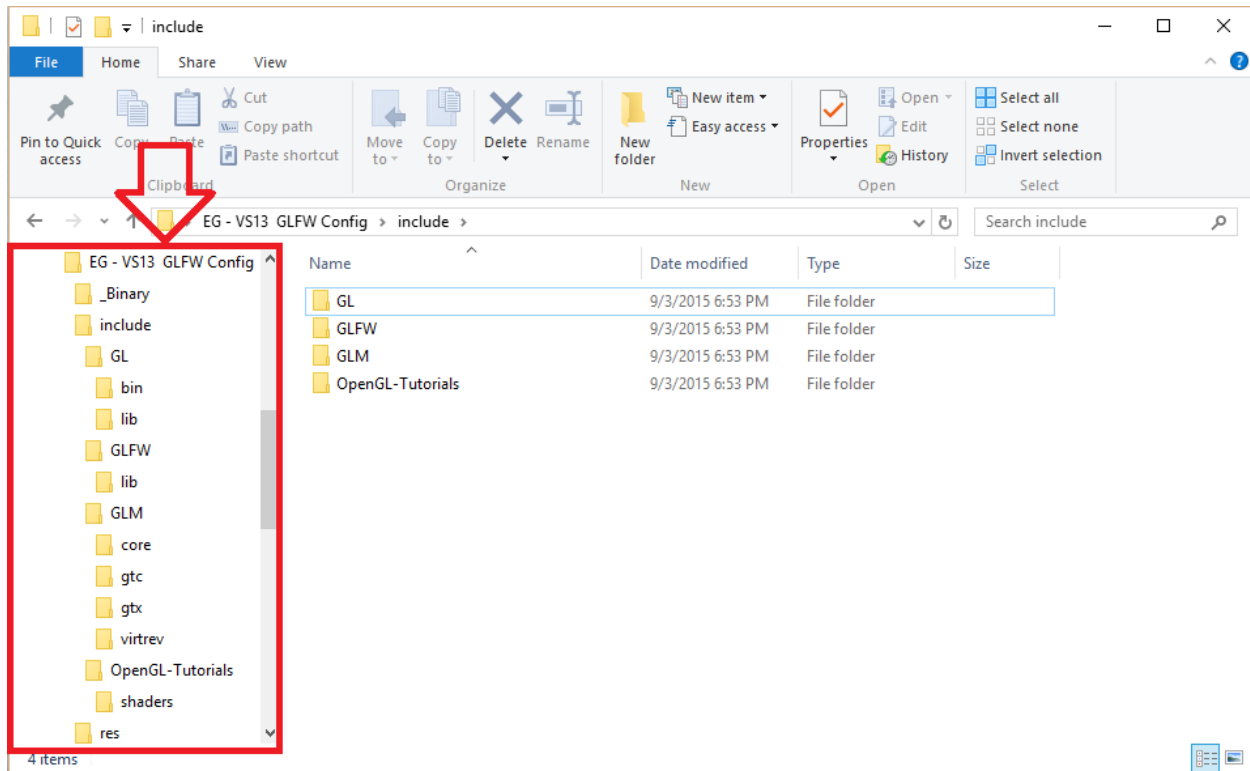 include
File Home Share View
Pin to Quick access
Copy
Paste
Cut
Copy path
Paste shortcut
Clipboard
Move to
Copy to
Delete
Rename
Organize
New folder
New item
Easy access
New
Properties
Open
Edit
History
Open
Select all
Select none
Invert selection
Select
EG - VS13 GLFW Config > include >
Search include
EG - VS13 GLFW Config
_Binary
include
GL
bin
lib
GLFW
lib
GLM
core
gtc
gtx
virtrev
OpenGL-Tutorials
shaders
res
Name Date modified Type Size
GL 9/3/2015 6:53 PM File folder
GLFW 9/3/2015 6:53 PM File folder
GLM 9/3/2015 6:53 PM File folder
OpenGL-Tutorials 9/3/2015 6:53 PM File folder
4 items